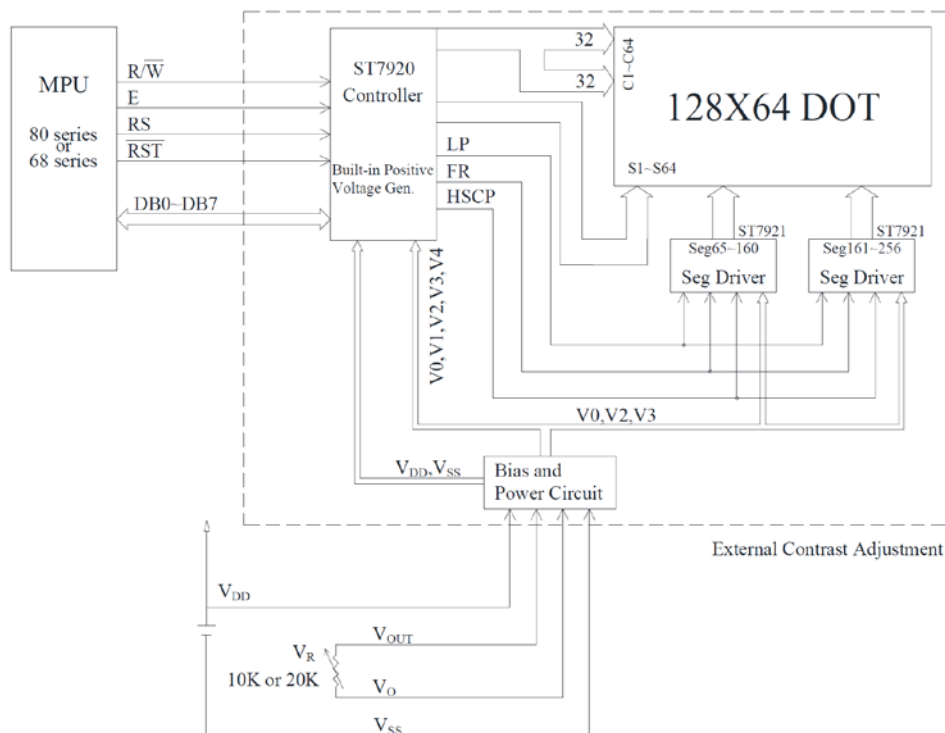 MPU
80 series
or
68 series
R/W̅
E
RS
R̅S̅T̅
DB0~DB7
ST7920
Controller
Built-in Positive
Voltage Gen.
LP
FR
HSCP
32
32
C1~C64
128X64 DOT
S1~S64
ST7921
Seg65~160
Seg Driver
ST7921
Seg161~256
Seg Driver
V0,V1,V2,V3,V4
V0,V2,V3
VDD,VSS
Bias and
Power Circuit
External Contrast Adjustment
VDD
VOUT
VR
10K or 20K
VO
VSS